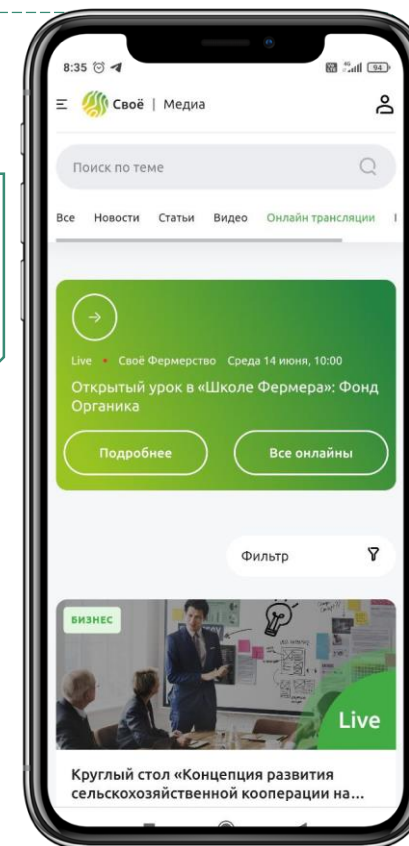 8:35
94
Своё | Медиа
Поиск по теме
Все Новости Статьи Видео Онлайн трансляции
Live • Своё Фермерство Среда 14 июня, 10:00
Открытый урок в «Школе Фермера»: Фонд
Органика
Подробнее Все онлайны
Фильтр
БИЗНЕС
Live
Круглый стол «Концепция развития
сельскохозяйственной кооперации на...